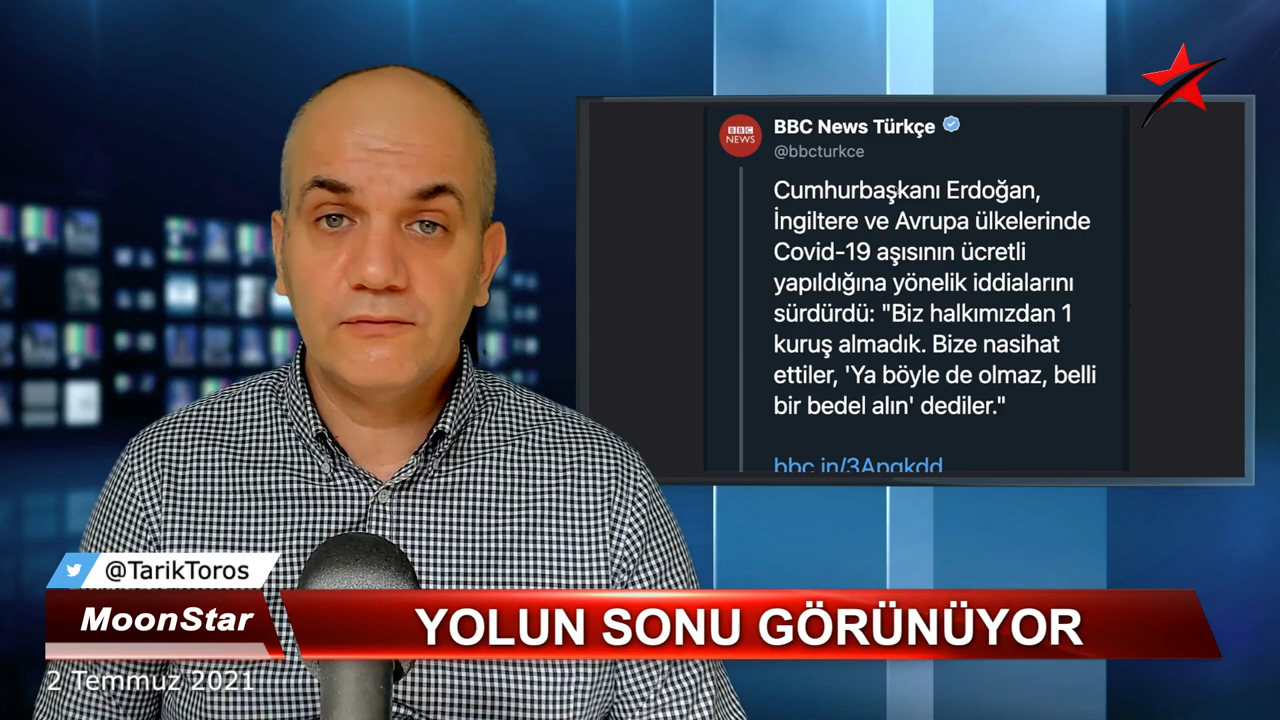 BBC
NEWS
BBC News Türkçe
@bbcturkce
Cumhurbaşkanı Erdoğan,
İngiltere ve Avrupa ülkelerinde
Covid-19 aşısının ücretli
yapıldığına yönelik iddialarını
sürdürdü: "Biz halkımızdan 1
kuruş almadık. Bize nasihat
ettiler, 'Ya böyle de olmaz, belli
bir bedel alın' dediler."
bbc.in/3Apqkdd
@TarikToros
MoonStar
YOLUN SONU GÖRÜNÜYOR
2 Temmuz 2021